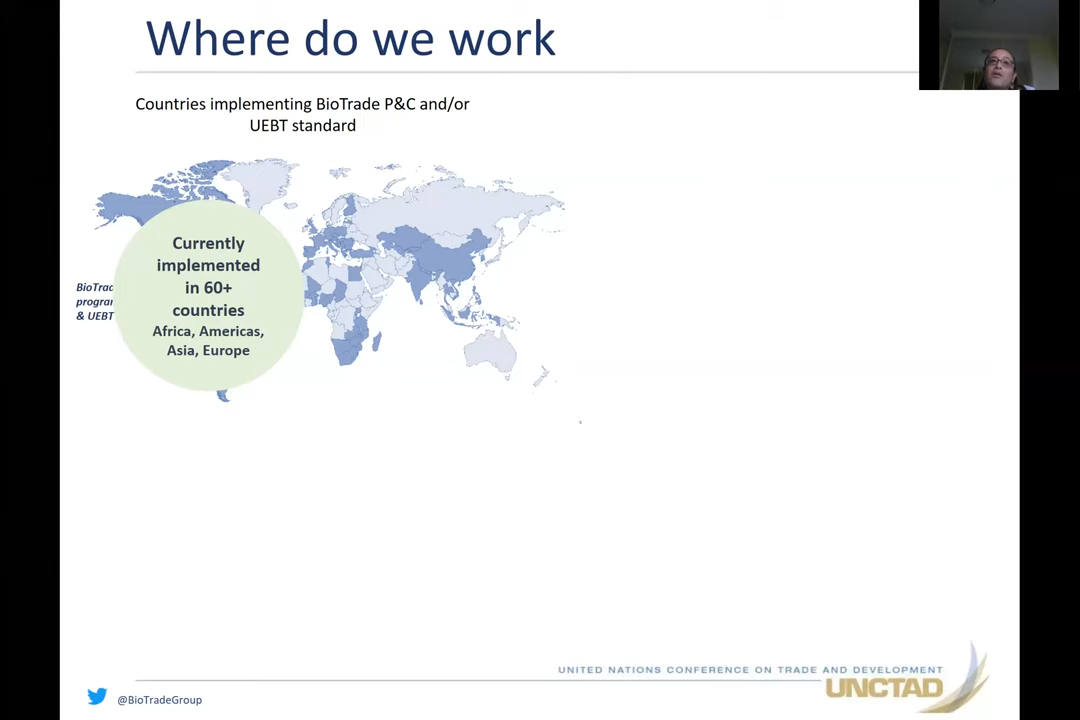 Where do we work
Countries implementing BioTrade P&C and/or
UEBT standard
Currently
implemented
in 60+
countries
Africa, Americas,
Asia, Europe
& UEBT
UNITED NATIONS CONFERENCE ON TRADE AND DEVELOPMENT
UNCTAD
@BioTradeGroup